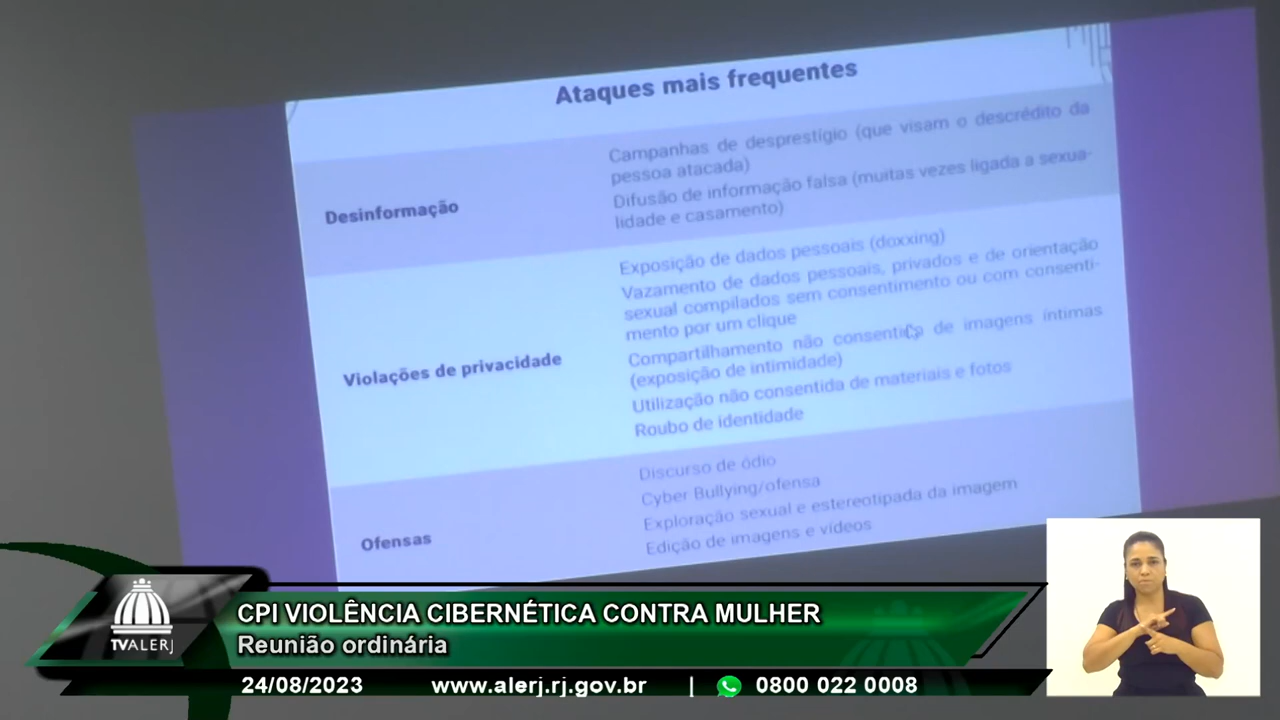 Ataques mais frequentes
Campanhas de desprestígio (que visam o descrédito da
pessoa atacada)
Desinformação
Difusão de informação falsa (muitas vezes ligada a sexua-
lidade e casamento)
Exposição de dados pessoais (doxxing)
Vazamento de dados pessoais, privados e de orientação
sexual compilados sem consentimento ou com consenti-
mento por um clique
Violações de privacidade
Compartilhamento não consentido de imagens íntimas
(exposição de intimidade)
Utilização não consentida de materiais e fotos
Roubo de identidade
Discurso de ódio
Cyber Bullying/ofensa
Ofensas
Exploração sexual e estereotipada da imagem
Edição de imagens e vídeos
TVALERJ
CPI VIOLÊNCIA CIBERNÉTICA CONTRA MULHER
Reunião ordinária
24/08/2023 www.alerj.rj.gov.br | 0800 022 0008